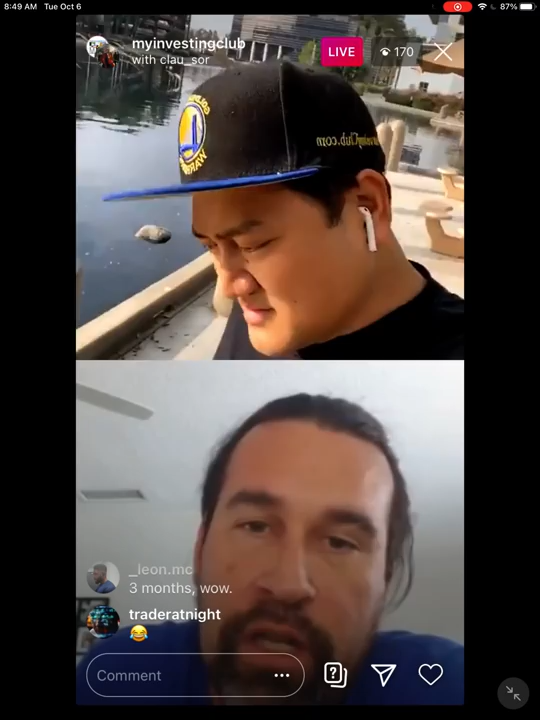 8:49 AM Tue Oct 6
87%
myinvestingclub
with clau_sor
LIVE
170
_leon.mc
3 months, wow.
traderatnight
😂
Comment